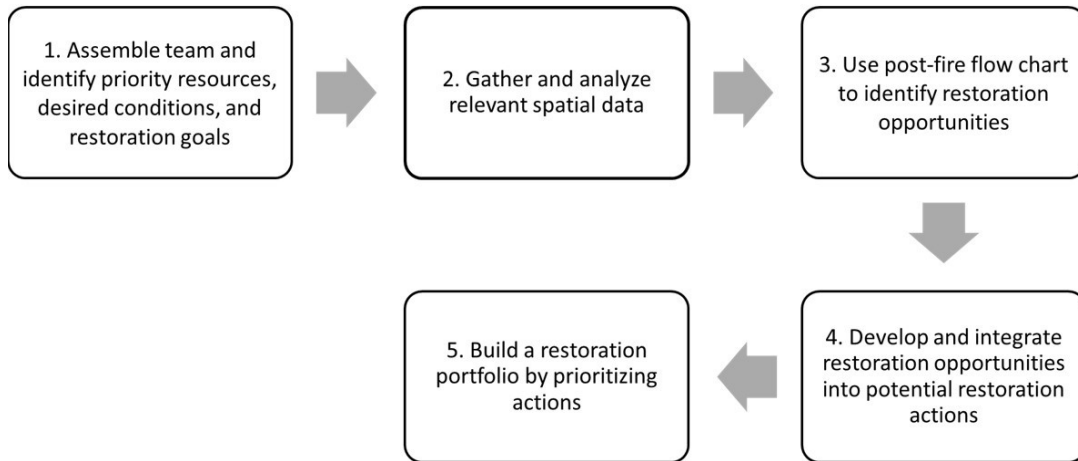 1. Assemble team and
identify priority resources,
desired conditions, and
restoration goals
2. Gather and analyze
relevant spatial data
3. Use post-fire flow chart
to identify restoration
opportunities
4. Develop and integrate
restoration opportunities
into potential restoration
actions
5. Build a restoration
portfolio by prioritizing
actions